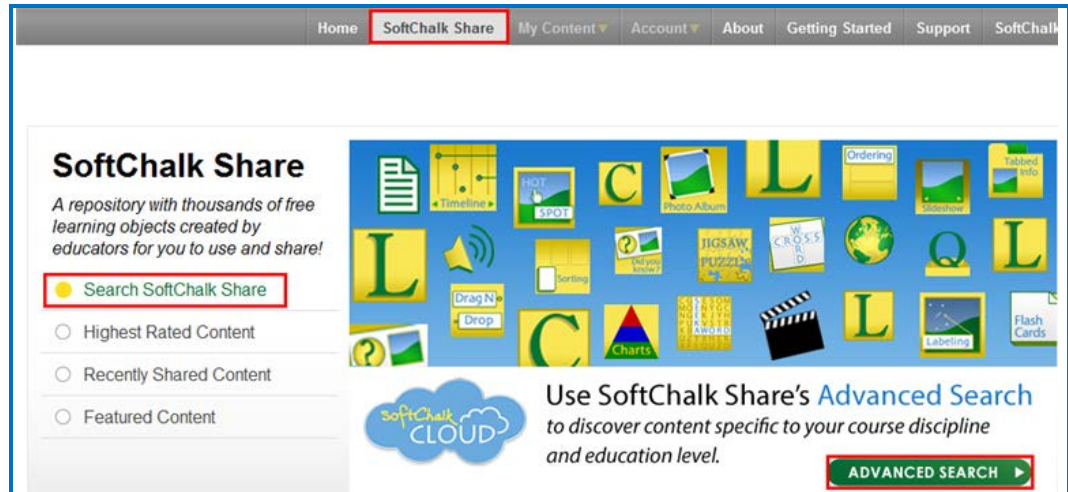 Home SoftChalk Share My Content Account About Getting Started Support SoftChalk
SoftChalk Share
A repository with thousands of free
learning objects created by
educators for you to use and share!
Search SoftChalk Share
Highest Rated Content
Recently Shared Content
Featured Content
Timeline
HOT
SPOT
C
Photo Album
L
Ordering
Slideshow
Tabbed
Info
L
Sorting
?
Did you
know?
JIGSAW
PUZZLE
CROSS
WORD
Q
L
Drag N
Drop
?
C
Charts
L
Labeling
Flash
Cards
SoftChalk
CLOUD
Use SoftChalk Share's Advanced Search
to discover content specific to your course discipline
and education level.
ADVANCED SEARCH